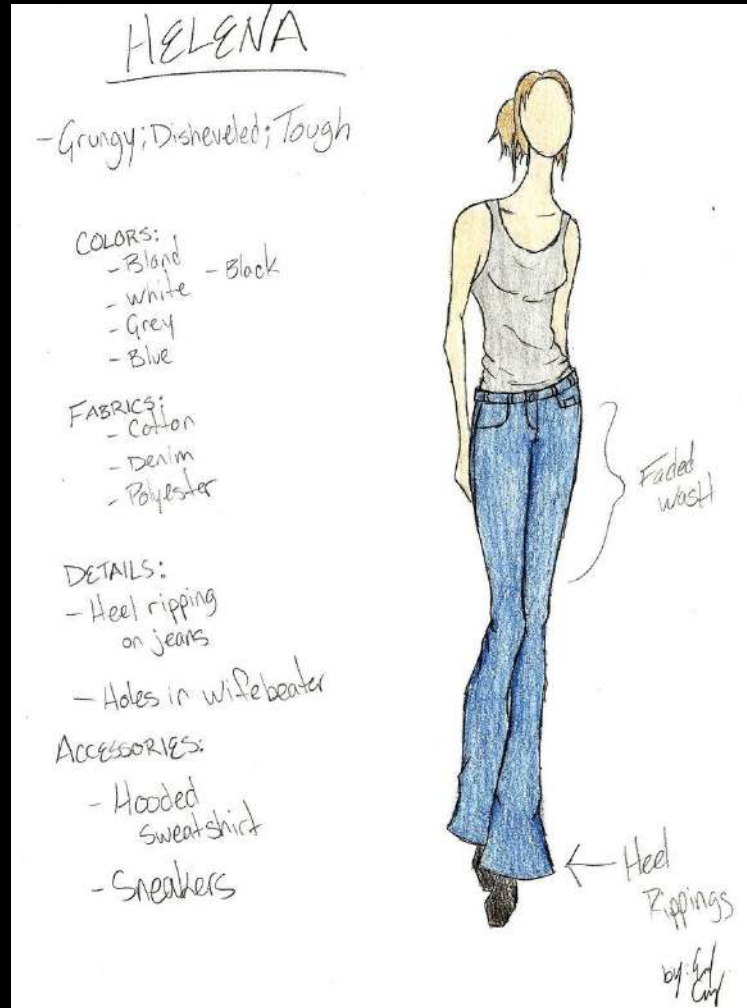 HELENA
- Grungy; Disheveled; Tough
COLORS:
- Bland
- White - Black
- Grey
- Blue
FABRICS:
- Cotton
- Denim
- Polyester
DETAILS:
- Heel ripping
on jeans
- Holes in wifebeater
ACCESSORIES:
- Hooded
Sweatshirt
- Sneakers
Faded
Wash
Heel
Rippings
by: